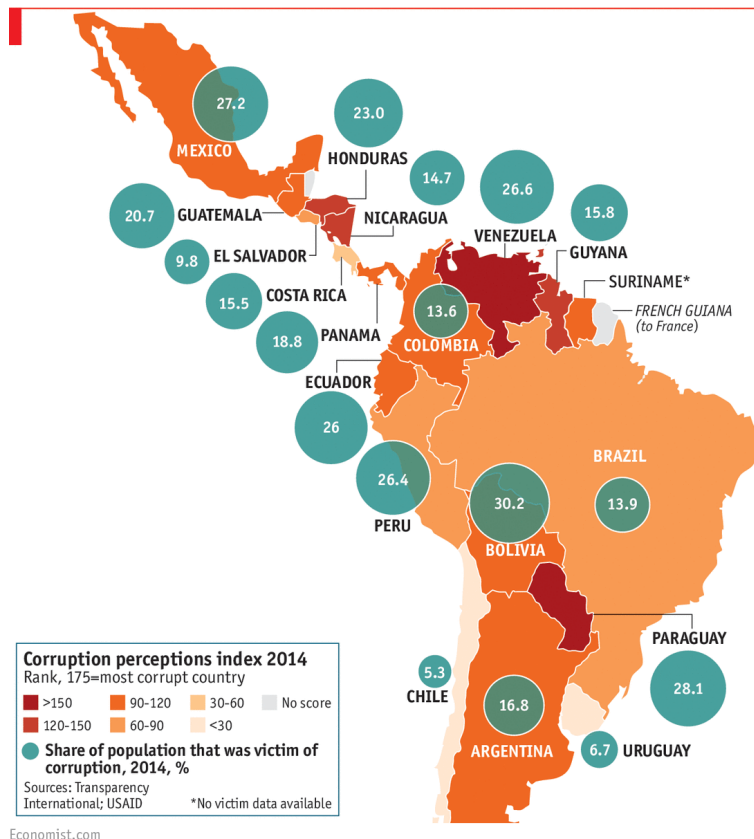 27.2
MEXICO
23.0
HONDURAS
14.7
NICARAGUA
26.6
VENEZUELA
15.8
GUYANA
20.7
GUATEMALA
9.8
EL SALVADOR
SURINAME*
15.5
COSTA RICA
FRENCH GUIANA
(to France)
18.8
PANAMA
13.6
COLOMBIA
ECUADOR
26
26.4
PERU
30.2
BOLIVIA
BRAZIL
13.9
PARAGUAY
28.1
5.3
CHILE
16.8
ARGENTINA
6.7
URUGUAY
Corruption perceptions index 2014
Rank, 175=most corrupt country
>150 90-120 30-60 No score
120-150 60-90 <30
Share of population that was victim of
corruption, 2014, %
Sources: Transparency
International; USAID *No victim data available
Economist.com